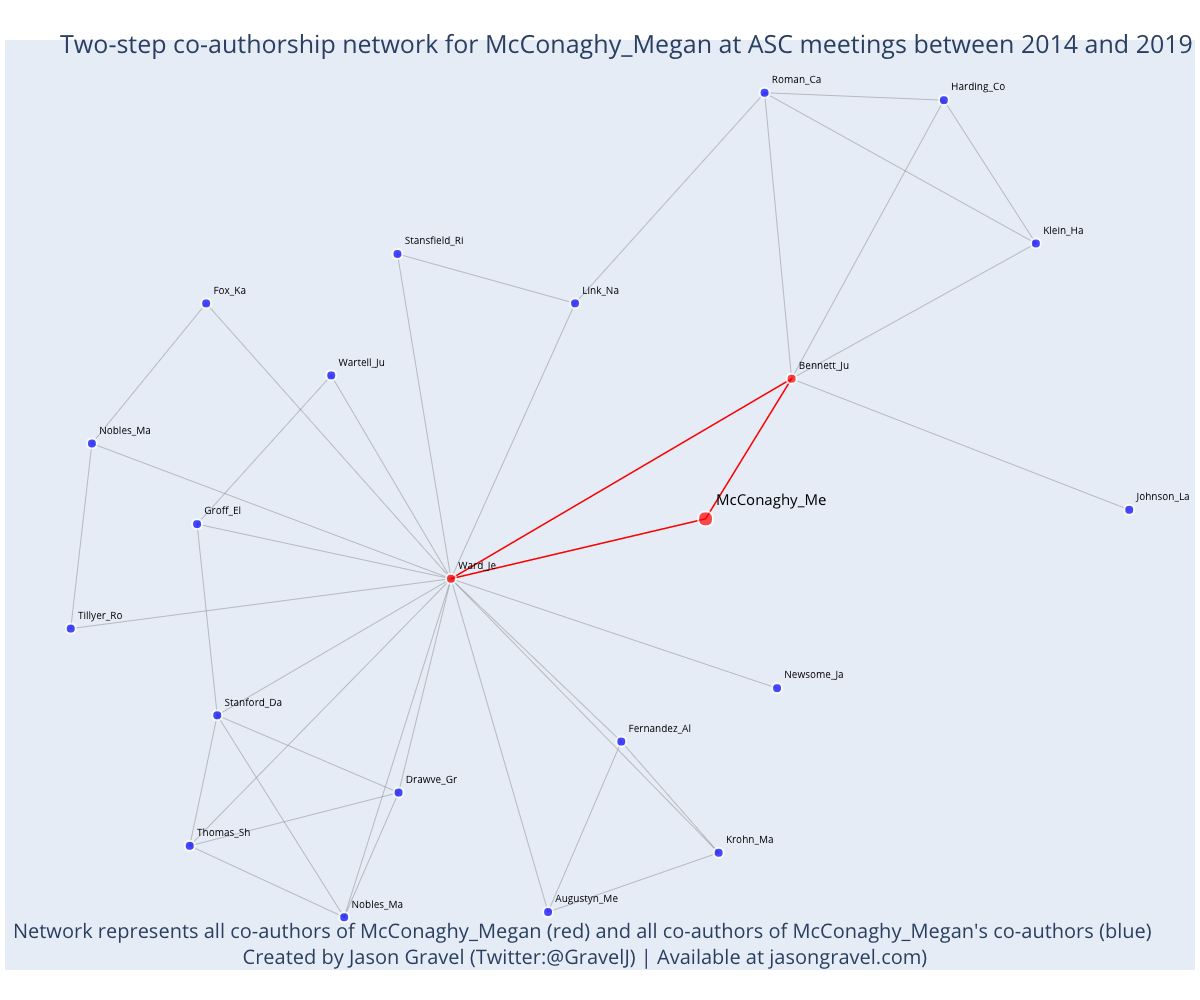 Two-step co-authorship network for McConaghy_Megan at ASC meetings between 2014 and 2019
Roman_Ca
Harding_Co
Klein_Ha
Stansfield_Ri
Link_Na
Fox_Ka
Wartell_Ju
Bennett_Ju
Nobles_Ma
Johnson_La
McConaghy_Me
Groff_El
Ward_Je
Tillyer_Ro
Newsome_Ja
Stanford_Da
Fernandez_Al
Drawve_Gr
Thomas_Sh
Krohn_Ma
Augustyn_Me
Nobles_Ma
Network represents all co-authors of McConaghy_Megan (red) and all co-authors of McConaghy_Megan's co-authors (blue)
Created by Jason Gravel (Twitter:@GravelJ) | Available at jasongravel.com)